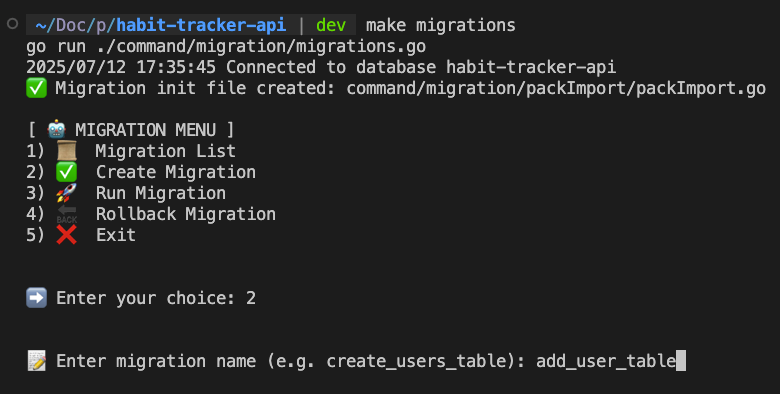 ~/Doc/p/habit-tracker-api | dev make migrations
go run ./command/migration/migrations.go
2025/07/12 17:35:45 Connected to database habit-tracker-api
✅ Migration init file created: command/migration/packImport/packImport.go
[ 🤖 MIGRATION MENU ]
1) 📜 Migration List
2) ✅ Create Migration
3) 🚀 Run Migration
4) 🔙 Rollback Migration
5) ❌ Exit
➡️ Enter your choice: 2
📝 Enter migration name (e.g. create_users_table): add_user_table